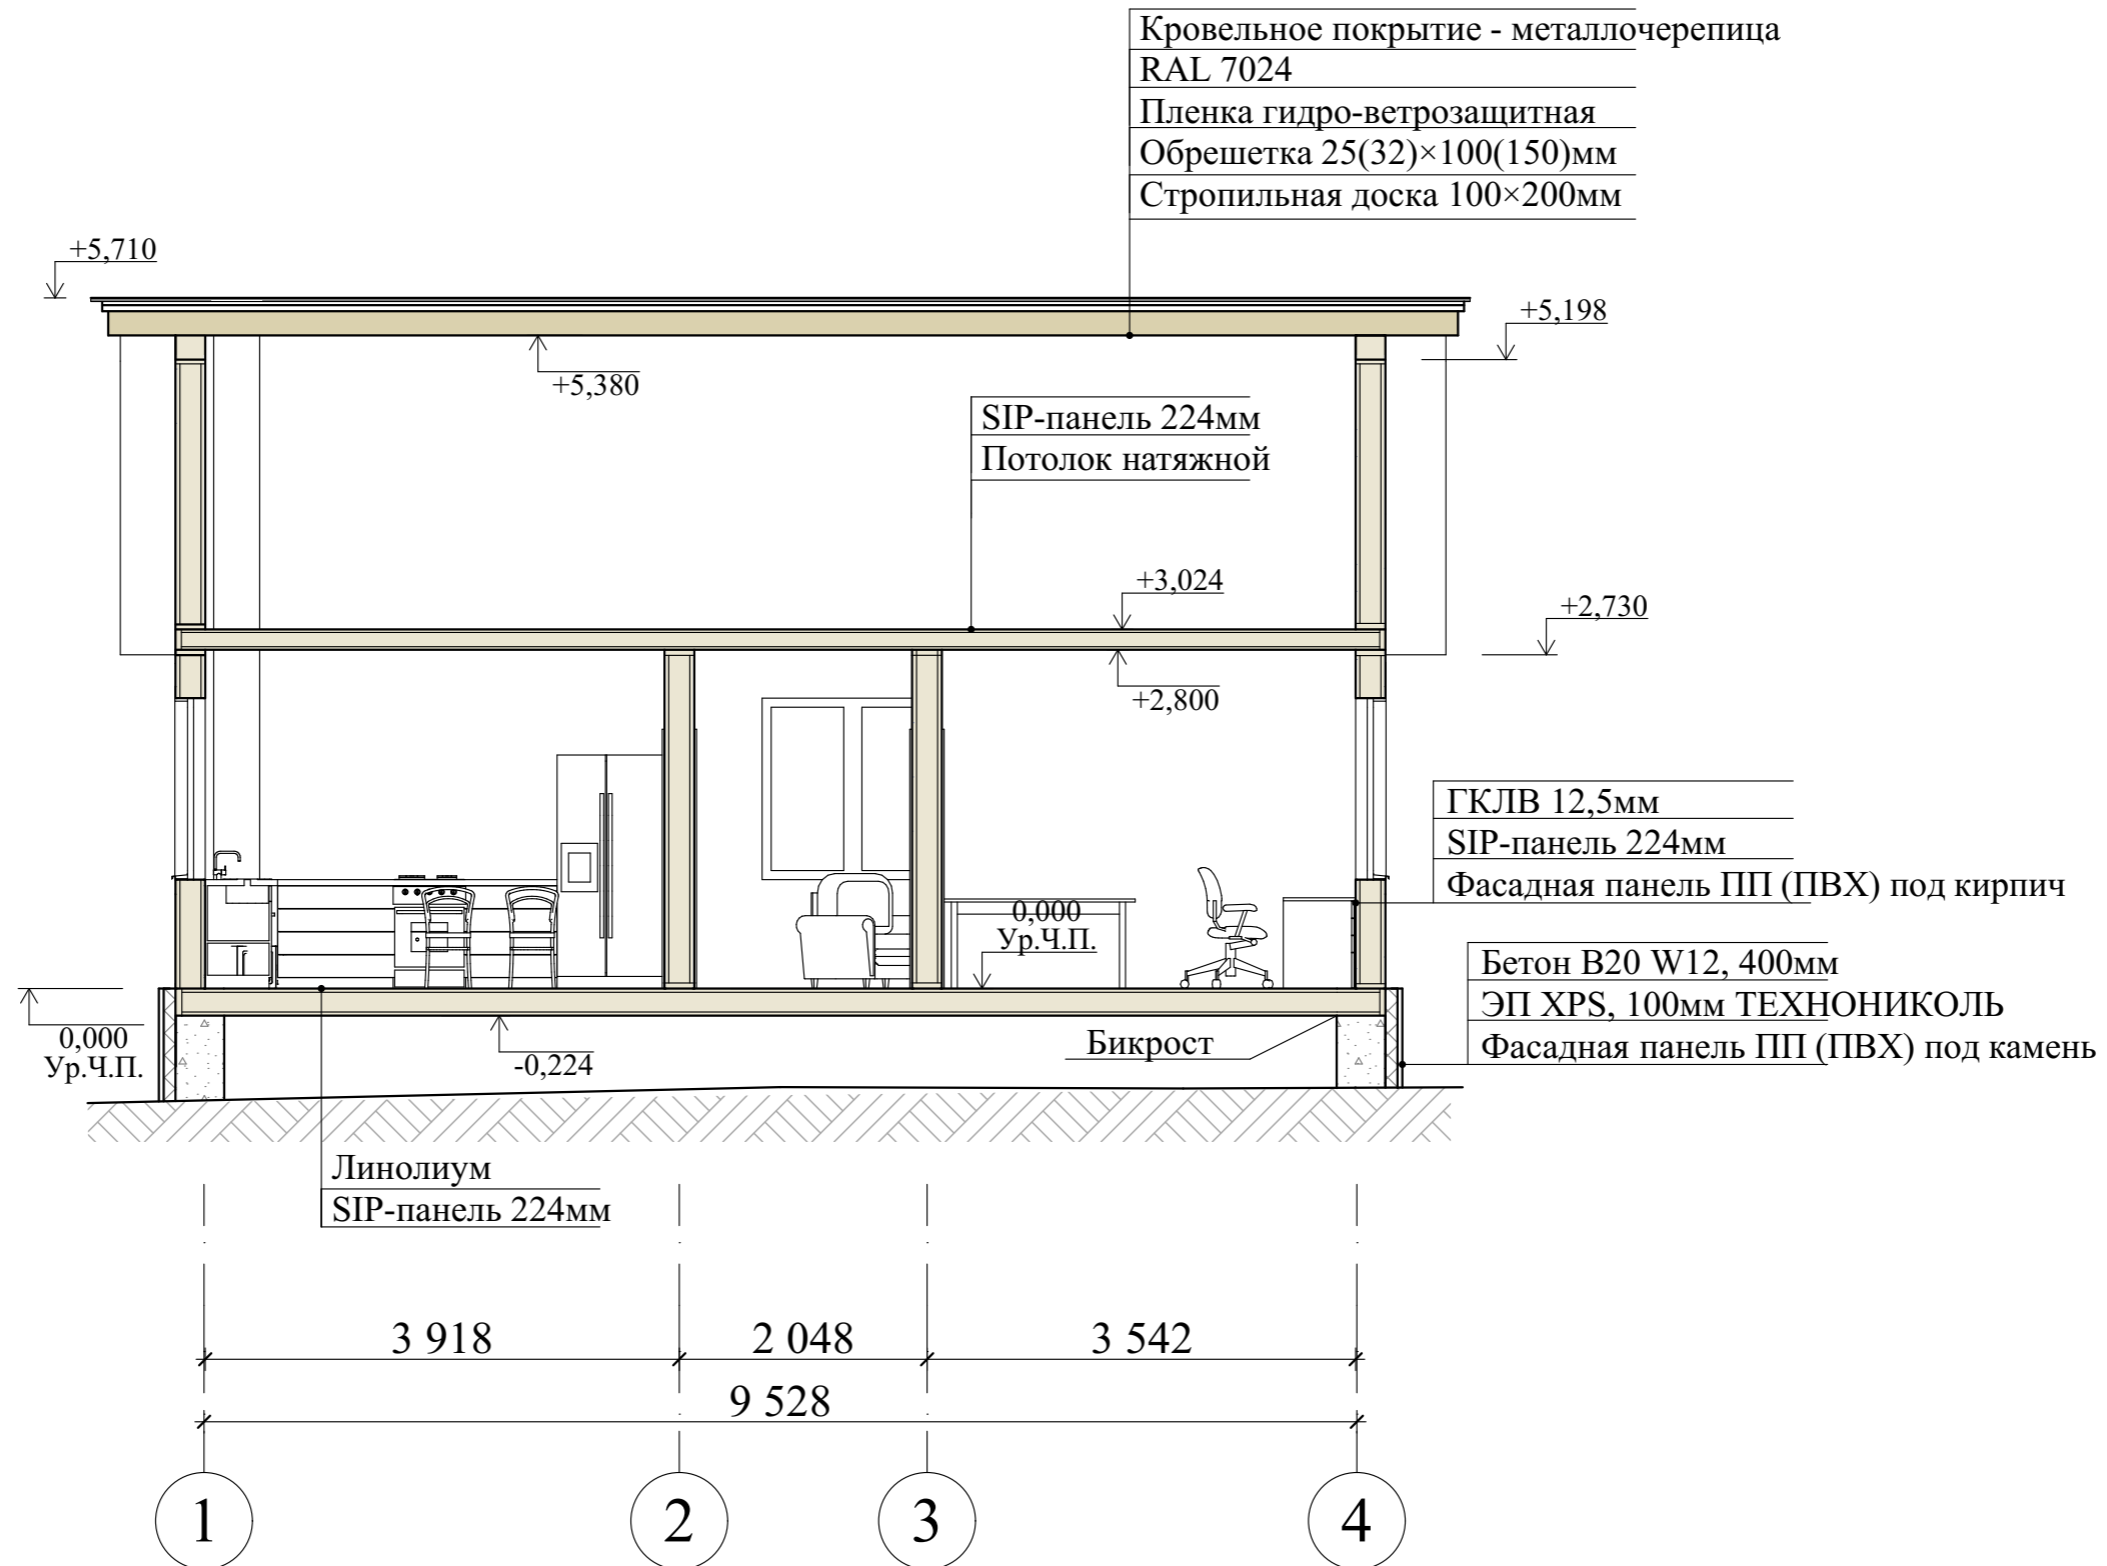 Кровельное покрытие - металлочерепица
RAL 7024
Пленка гидро-ветрозащитная
Обрешетка 25(32)×100(150)мм
Стропильная доска 100×200мм
+5,710
+5,198
+5,380
SIP-панель 224мм
Потолок натяжной
+3,024
+2,730
+2,800
ГКЛВ 12,5мм
SIP-панель 224мм
Фасадная панель ПП (ПВХ) под кирпич
0,000
Ур.Ч.П.
Бетон В20 W12, 400мм
ЭП XPS, 100мм ТЕХНОНИКОЛЬ
Фасадная панель ПП (ПВХ) под камень
0,000
Ур.Ч.П.
-0,224
Бикрост
Линолиум
SIP-панель 224мм
3 918
2 048
3 542
9 528
1
2
3
4